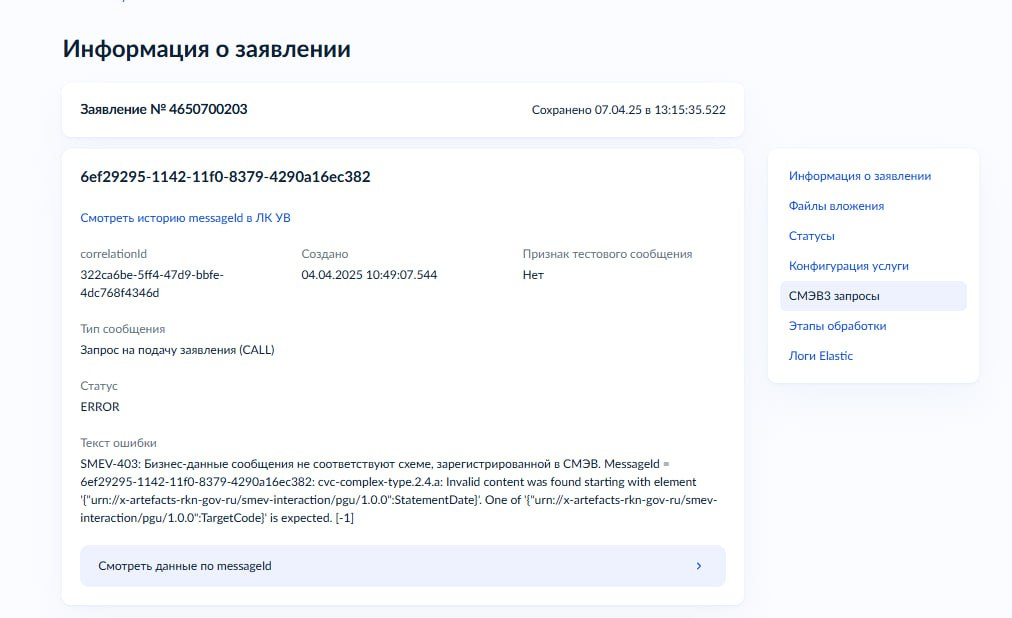 Информация о заявлении
Заявление № 4650700203
Сохранено 07.04.25 в 13:15:35.522
6ef29295-1142-11f0-8379-4290a16ec382
Смотреть историю messageId в ЛК УВ
correlationId
322ca6be-5ff4-47d9-bbfe-
4dc768f4346d
Создано
04.04.2025 10:49:07.544
Признак тестового сообщения
Нет
Тип сообщения
Запрос на подачу заявления (CALL)
Статус
ERROR
Текст ошибки
SMEV-403: Бизнес-данные сообщения не соответствуют схеме, зарегистрированной в СМЭВ. MessageId =
6ef29295-1142-11f0-8379-4290a16ec382: cvc-complex-type.2.4.a: Invalid content was found starting with element
'{"urn://x-artefacts-rkn-gov-ru/smev-interaction/pgu/1.0.0":StatementDate}'. One of '{"urn://x-artefacts-rkn-gov-ru/smev-
interaction/pgu/1.0.0":TargetCode}' is expected. [-1]
Смотреть данные по messageId
Информация о заявлении
Файлы вложения
Статусы
Конфигурация услуги
СМЭВ3 запросы
Этапы обработки
Логи Elastic